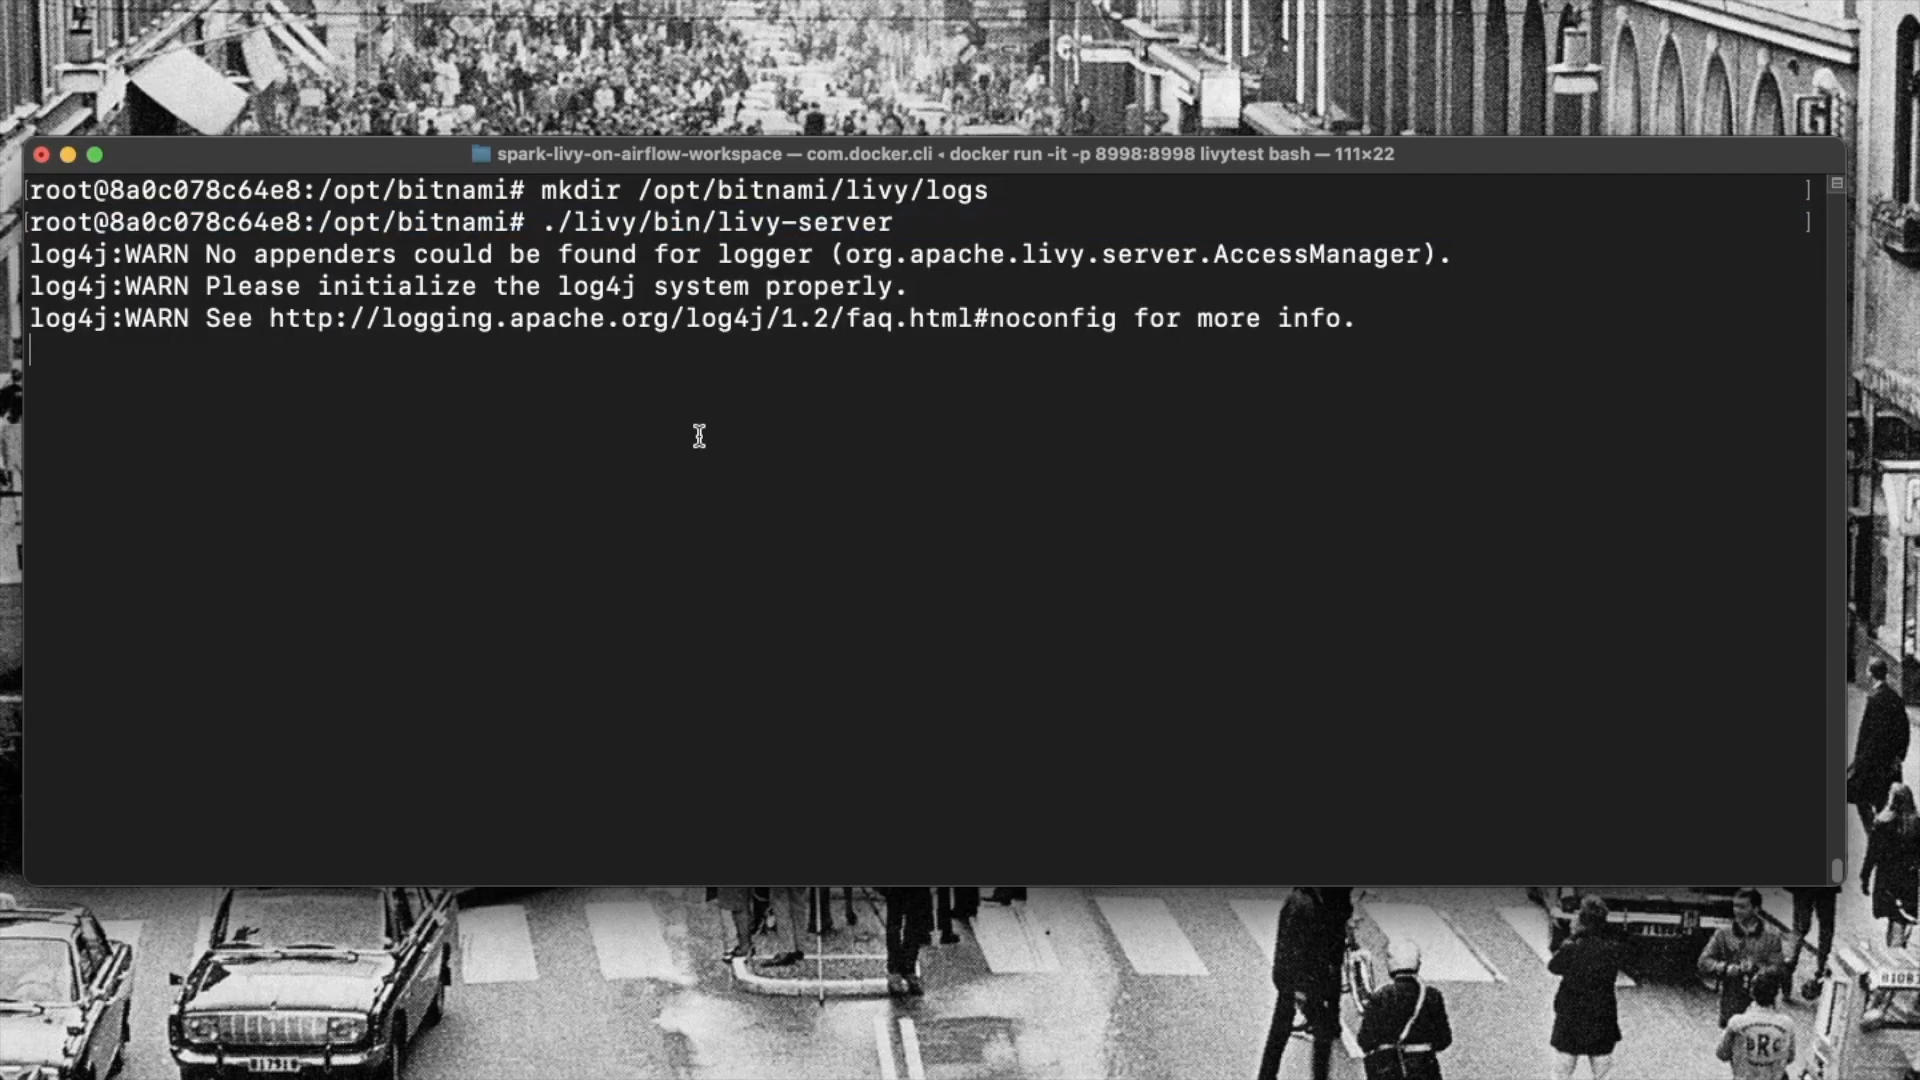 spark-livy-on-airflow-workspace — com.docker.cli ◂ docker run -it -p 8998:8998 livytest bash — 111×22
[root@8a0c078c64e8:/opt/bitnami# mkdir /opt/bitnami/livy/logs ]
[root@8a0c078c64e8:/opt/bitnami# ./livy/bin/livy-server ]
log4j:WARN No appenders could be found for logger (org.apache.livy.server.AccessManager).
log4j:WARN Please initialize the log4j system properly.
log4j:WARN See http://logging.apache.org/log4j/1.2/faq.html#noconfig for more info.
BRC